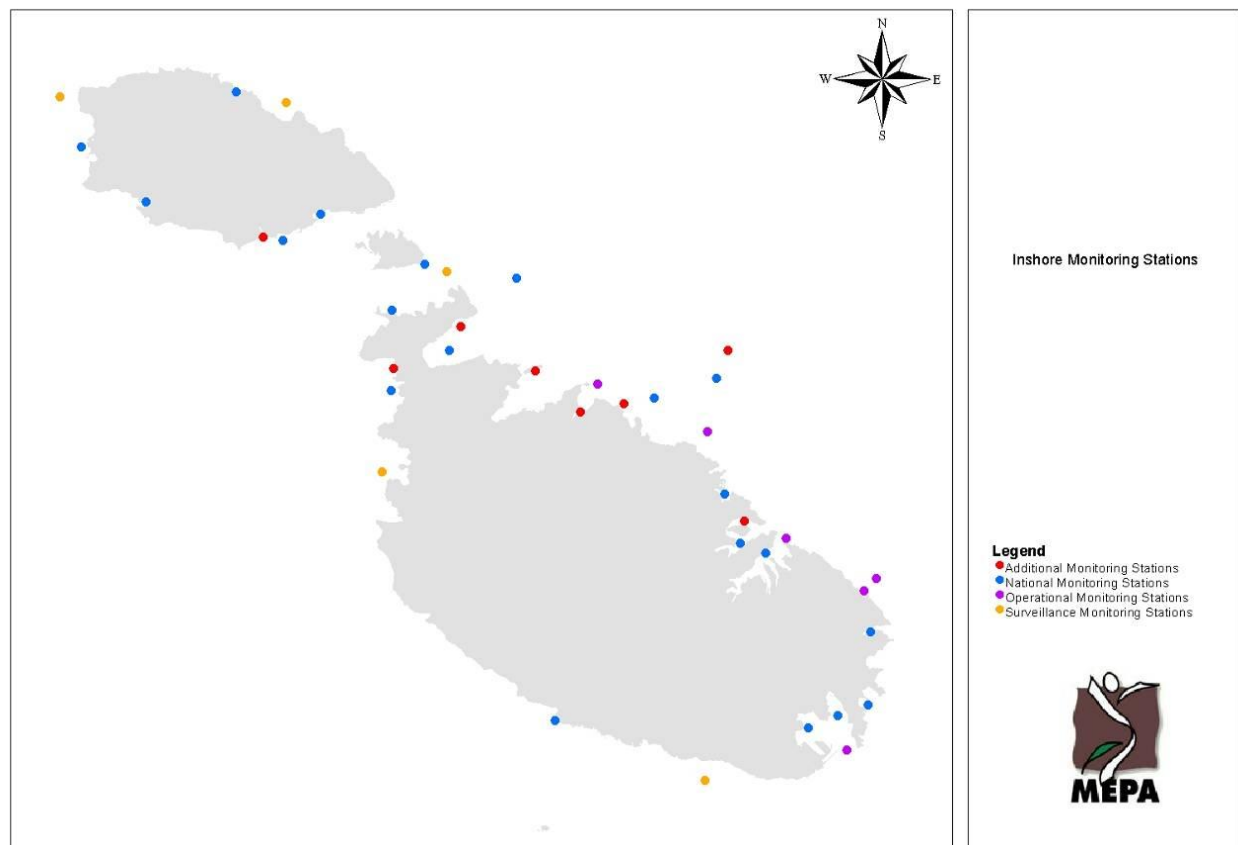 N
W
E
S
Inshore Monitoring Stations
Legend
Additional Monitoring Stations
National Monitoring Stations
Operational Monitoring Stations
Surveillance Monitoring Stations
MEPA